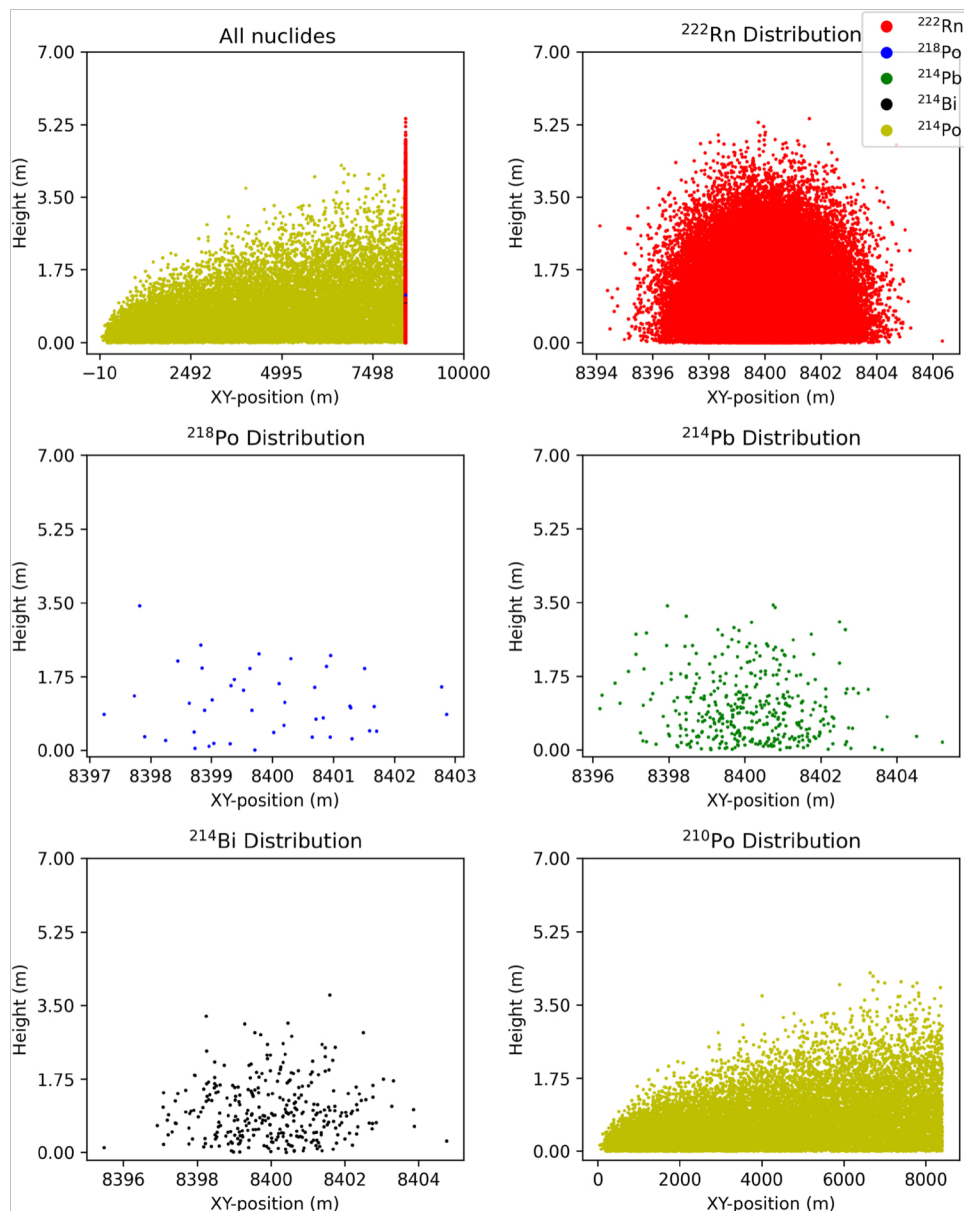 All nuclides
7.00
5.25
3.50
1.75
0.00
Height (m)
−10 2492 4995 7498 10000
XY-position (m)
²²²Rn Distribution
²²²Rn
²¹⁸Po
²¹⁴Pb
²¹⁴Bi
²¹⁴Po
7.00
5.25
3.50
1.75
0.00
Height (m)
8394 8396 8398 8400 8402 8404 8406
XY-position (m)
²¹⁸Po Distribution
7.00
5.25
3.50
1.75
0.00
Height (m)
8397 8398 8399 8400 8401 8402 8403
XY-position (m)
²¹⁴Pb Distribution
7.00
5.25
3.50
1.75
0.00
Height (m)
8396 8398 8400 8402 8404
XY-position (m)
²¹⁴Bi Distribution
7.00
5.25
3.50
1.75
0.00
Height (m)
8396 8398 8400 8402 8404
XY-position (m)
²¹⁰Po Distribution
7.00
5.25
3.50
1.75
0.00
Height (m)
0 2000 4000 6000 8000
XY-position (m)